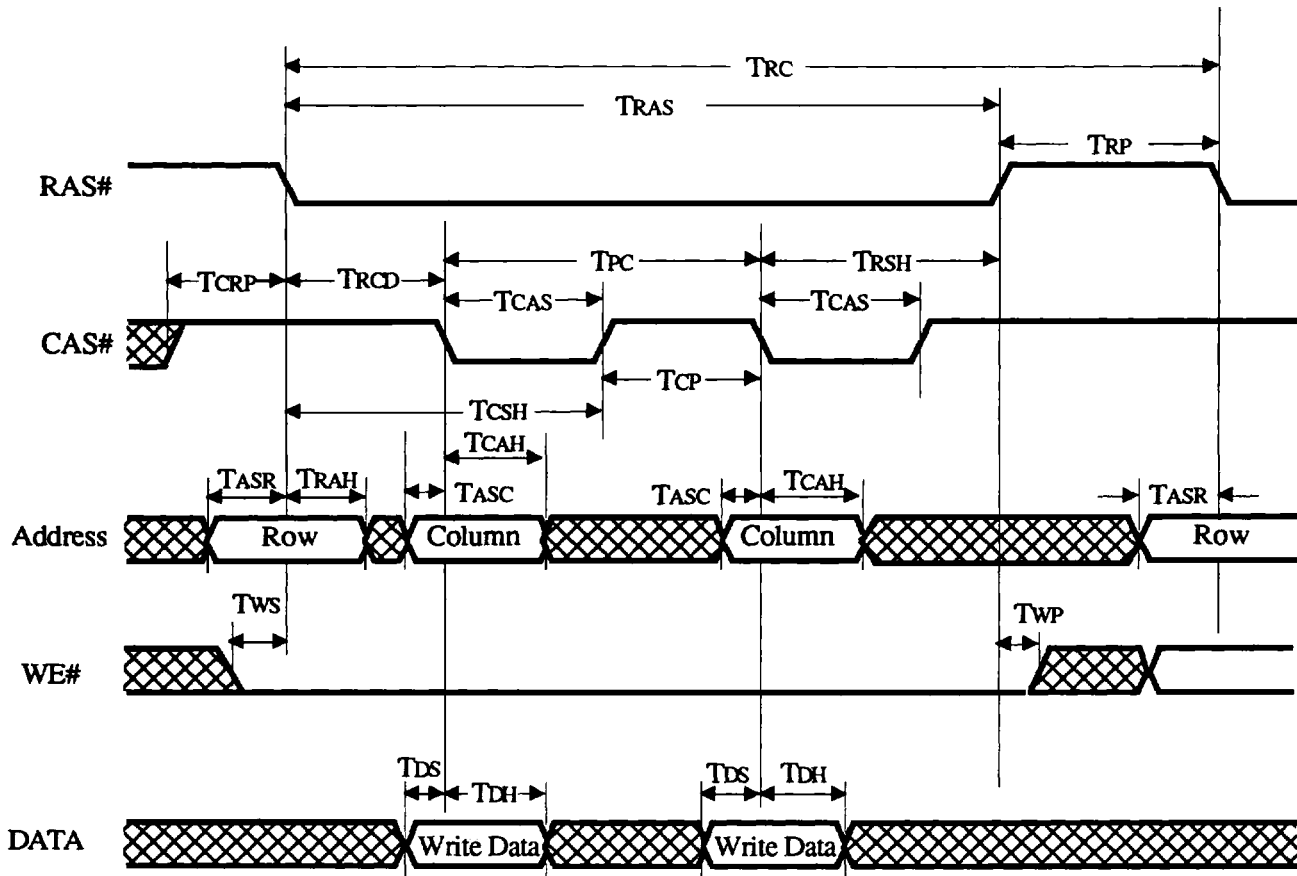 TRC
TRAS
TRP
RAS#
TPC TRSH
TCRP TRCD
TCAS TCAS
CAS#
TCP
TCSH
TCAH
TASR TRAH TASC TASC TCAH TASR
Address Row Column Column Row
TWS TWP
WE#
TDS TDH TDS TDH
DATA Write Data Write Data